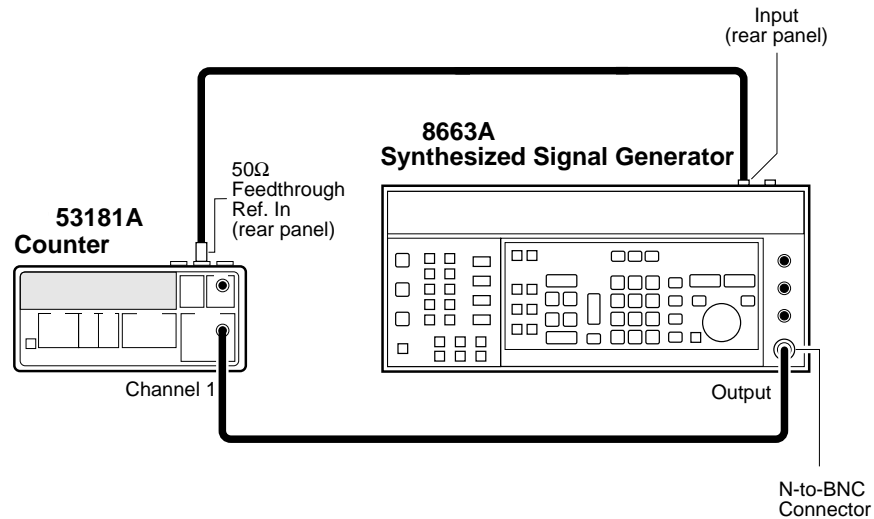 Input
(rear panel)
8663A
Synthesized Signal Generator
50Ω
Feedthrough
Ref. In
(rear panel)
53181A
Counter
Channel 1
Output
N-to-BNC
Connector